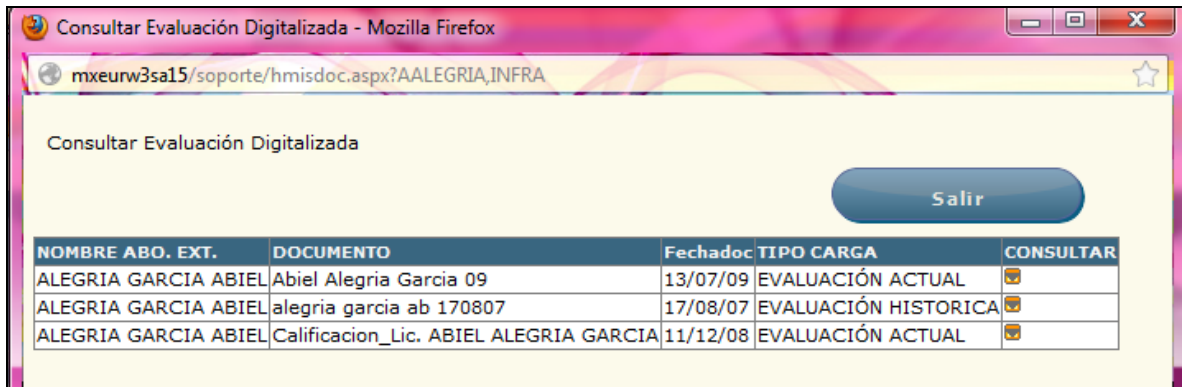 Consultar Evaluación Digitalizada - Mozilla Firefox
mxeurw3sa15/soporte/hmisdoc.aspx?AALEGRIA,INFRA
Consultar Evaluación Digitalizada
Salir
NOMBRE ABO. EXT. DOCUMENTO Fechadoc TIPO CARGA CONSULTAR
ALEGRIA GARCIA ABIEL Abiel Alegria Garcia 09 13/07/09 EVALUACIÓN ACTUAL
ALEGRIA GARCIA ABIEL alegria garcia ab 170807 17/08/07 EVALUACIÓN HISTORICA
ALEGRIA GARCIA ABIEL Calificacion_Lic. ABIEL ALEGRIA GARCIA 11/12/08 EVALUACIÓN ACTUAL